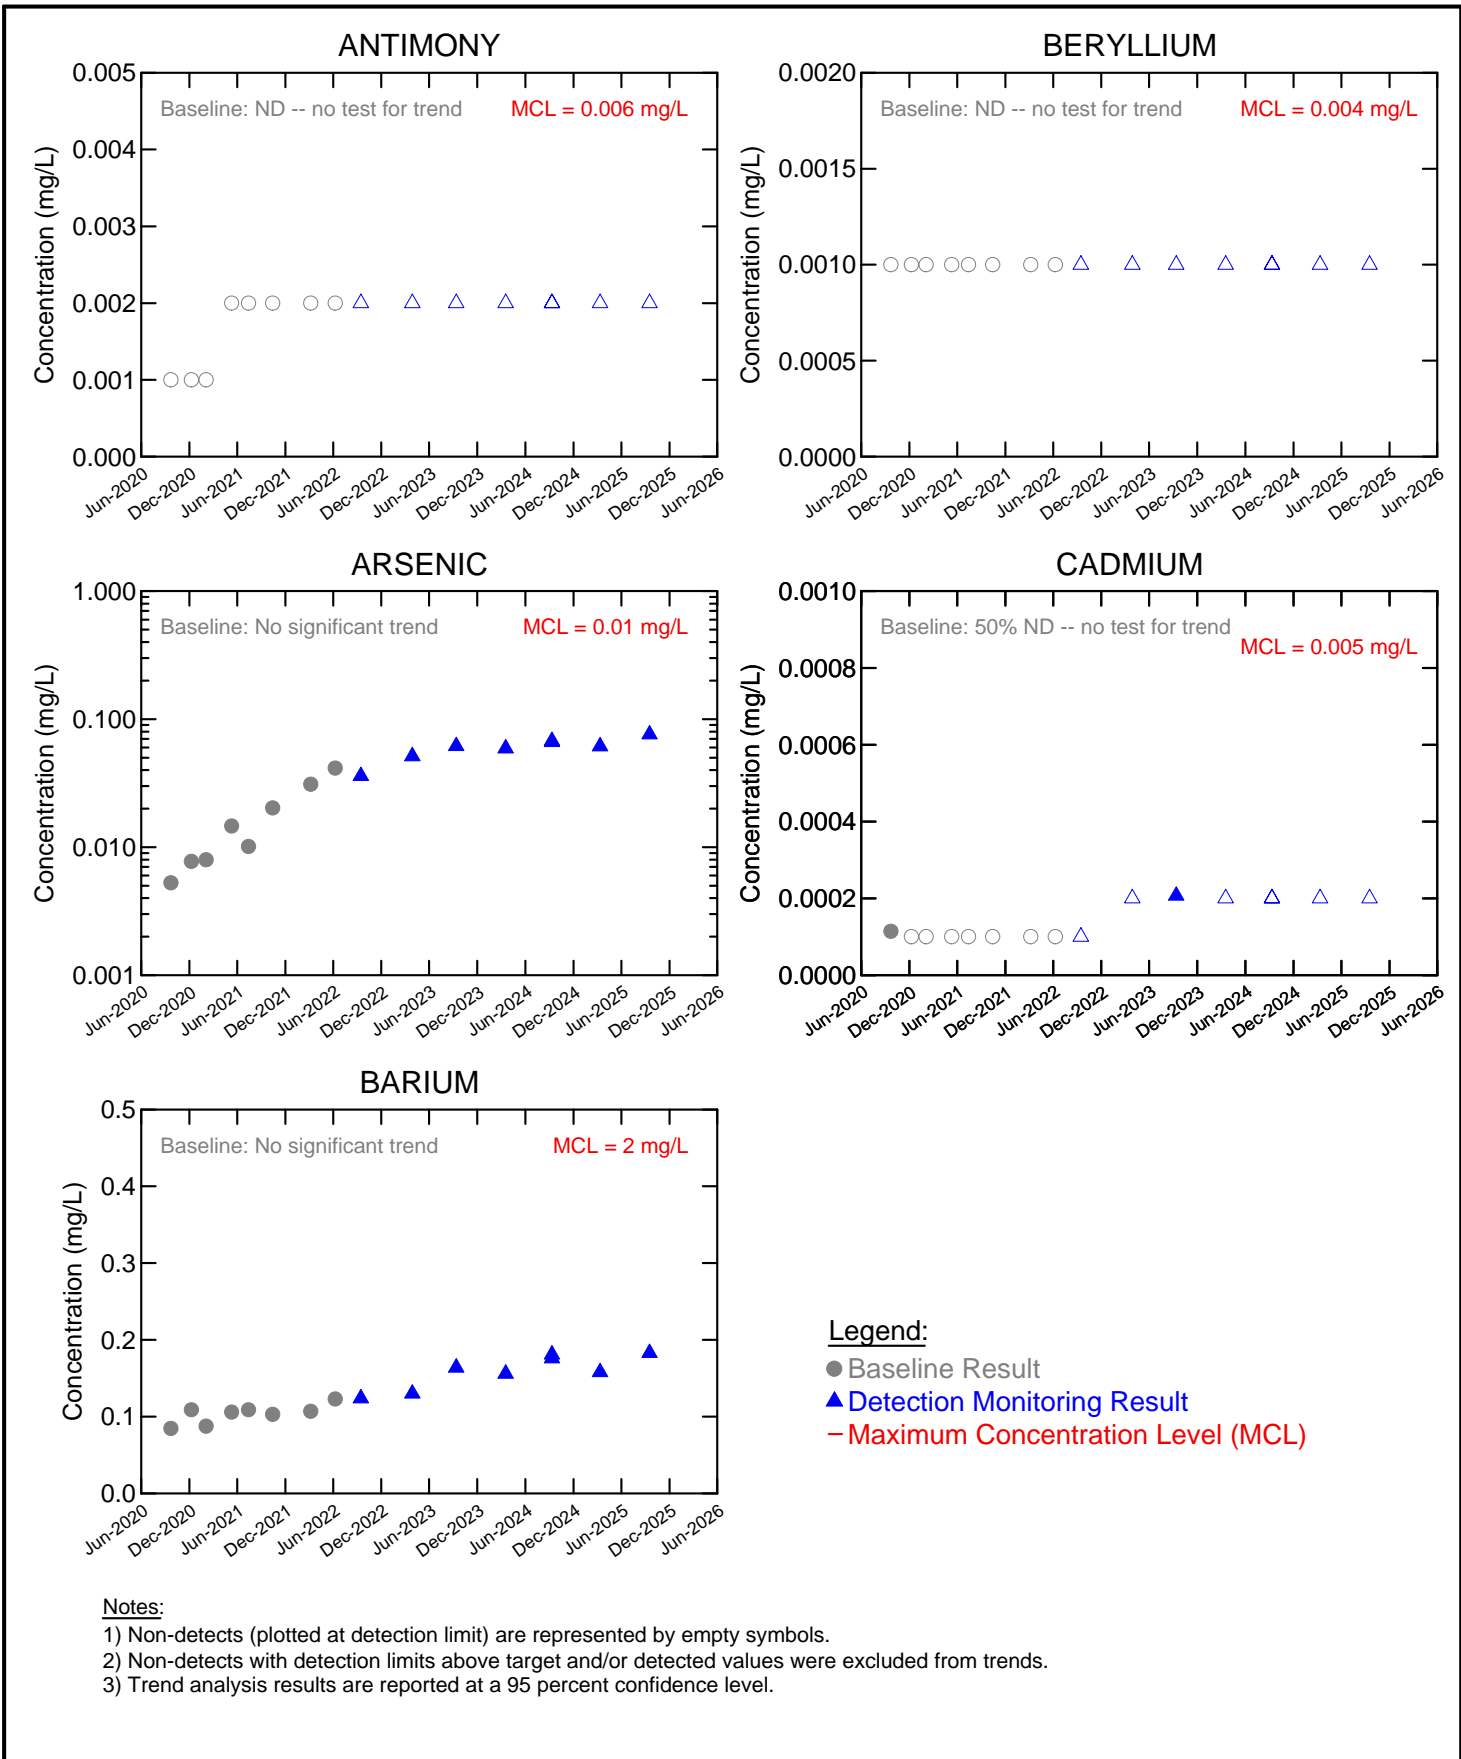 ANTIMONY
Baseline: ND -- no test for trend
MCL = 0.006 mg/L
Concentration (mg/L)
0.005
0.004
0.003
0.002
0.001
0.000
Jun-2020
Dec-2020
Jun-2021
Dec-2021
Jun-2022
Dec-2022
Jun-2023
Dec-2023
Jun-2024
Dec-2024
Jun-2025
Dec-2025
Jun-2026
BERYLLIUM
Baseline: ND -- no test for trend
MCL = 0.004 mg/L
Concentration (mg/L)
0.0020
0.0015
0.0010
0.0005
0.0000
Jun-2020
Dec-2020
Jun-2021
Dec-2021
Jun-2022
Dec-2022
Jun-2023
Dec-2023
Jun-2024
Dec-2024
Jun-2025
Dec-2025
Jun-2026
ARSENIC
Baseline: No significant trend
MCL = 0.01 mg/L
Concentration (mg/L)
1.000
0.100
0.010
0.001
Jun-2020
Dec-2020
Jun-2021
Dec-2021
Jun-2022
Dec-2022
Jun-2023
Dec-2023
Jun-2024
Dec-2024
Jun-2025
Dec-2025
Jun-2026
CADMIUM
Baseline: 50% ND -- no test for trend
MCL = 0.005 mg/L
Concentration (mg/L)
0.0010
0.0008
0.0006
0.0004
0.0002
0.0000
Jun-2020
Dec-2020
Jun-2021
Dec-2021
Jun-2022
Dec-2022
Jun-2023
Dec-2023
Jun-2024
Dec-2024
Jun-2025
Dec-2025
Jun-2026
BARIUM
Baseline: No significant trend
MCL = 2 mg/L
Concentration (mg/L)
0.5
0.4
0.3
0.2
0.1
0.0
Jun-2020
Dec-2020
Jun-2021
Dec-2021
Jun-2022
Dec-2022
Jun-2023
Dec-2023
Jun-2024
Dec-2024
Jun-2025
Dec-2025
Jun-2026
Legend:
Baseline Result
Detection Monitoring Result
Maximum Concentration Level (MCL)
Notes:
1) Non-detects (plotted at detection limit) are represented by empty symbols.
2) Non-detects with detection limits above target and/or detected values were excluded from trends.
3) Trend analysis results are reported at a 95 percent confidence level.